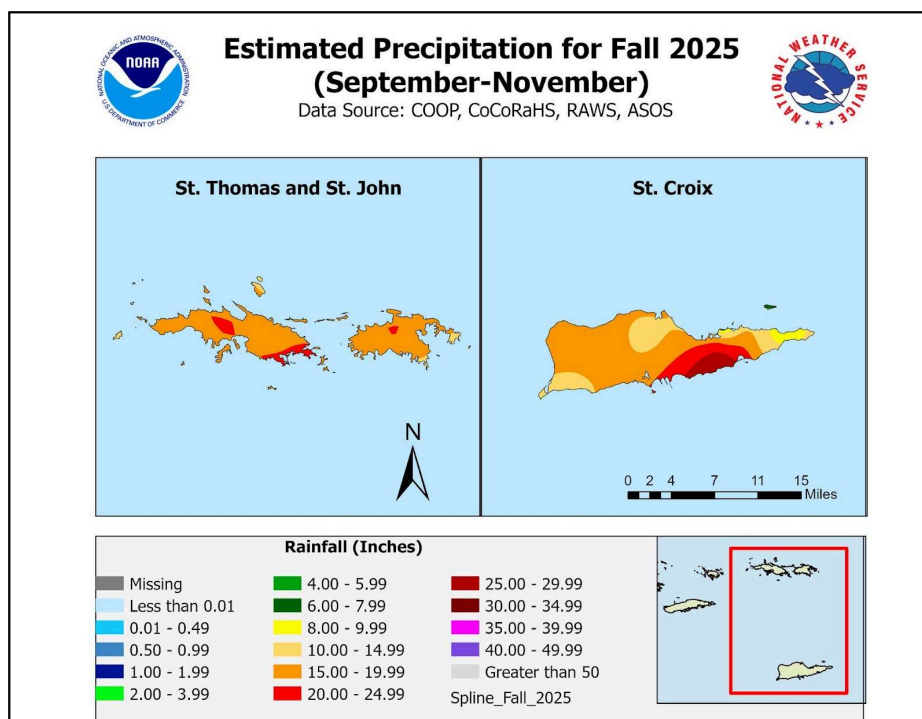 Estimated Precipitation for Fall 2025
(September-November)
Data Source: COOP, CoCoRaHS, RAWS, ASOS
NATIONAL OCEANIC AND ATMOSPHERIC ADMINISTRATION
NOAA
U.S. DEPARTMENT OF COMMERCE
NATIONAL WEATHER SERVICE
St. Thomas and St. John
St. Croix
N
0 2 4 7 11 15
Miles
Rainfall (Inches)
Missing
Less than 0.01
0.01 - 0.49
0.50 - 0.99
1.00 - 1.99
2.00 - 3.99
4.00 - 5.99
6.00 - 7.99
8.00 - 9.99
10.00 - 14.99
15.00 - 19.99
20.00 - 24.99
25.00 - 29.99
30.00 - 34.99
35.00 - 39.99
40.00 - 49.99
Greater than 50
Spline_Fall_2025